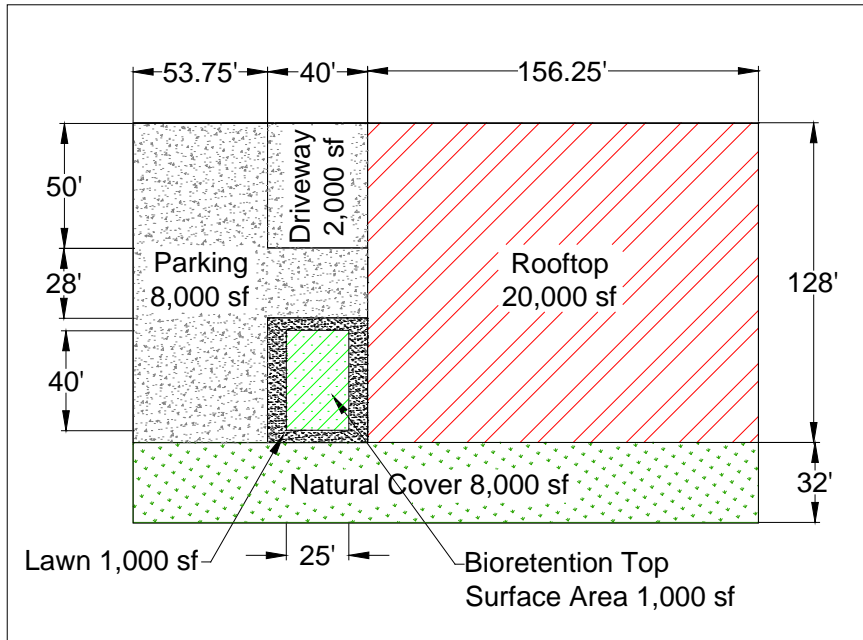 53.75'
40'
156.25'
50'
28'
40'
Driveway
2,000 sf
Parking
8,000 sf
Rooftop
20,000 sf
128'
32'
Natural Cover 8,000 sf
Lawn 1,000 sf
25'
Bioretention Top
Surface Area 1,000 sf